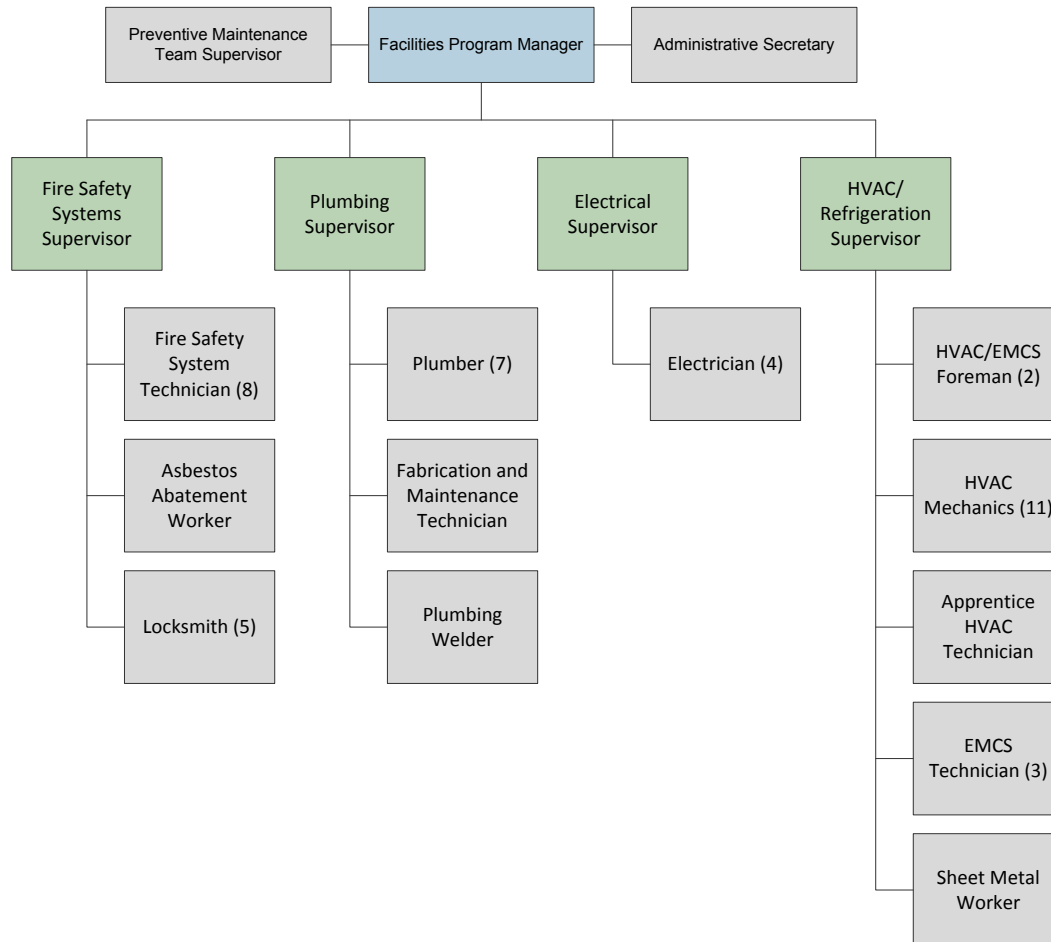 Preventive Maintenance
Team Supervisor
Facilities Program Manager
Administrative Secretary
Fire Safety
Systems
Supervisor
Plumbing
Supervisor
Electrical
Supervisor
HVAC/
Refrigeration
Supervisor
Fire Safety
System
Technician (8)
Plumber (7)
Electrician (4)
HVAC/EMCS
Foreman (2)
Asbestos
Abatement
Worker
Fabrication and
Maintenance
Technician
HVAC
Mechanics (11)
Locksmith (5)
Plumbing
Welder
Apprentice
HVAC
Technician
EMCS
Technician (3)
Sheet Metal
Worker